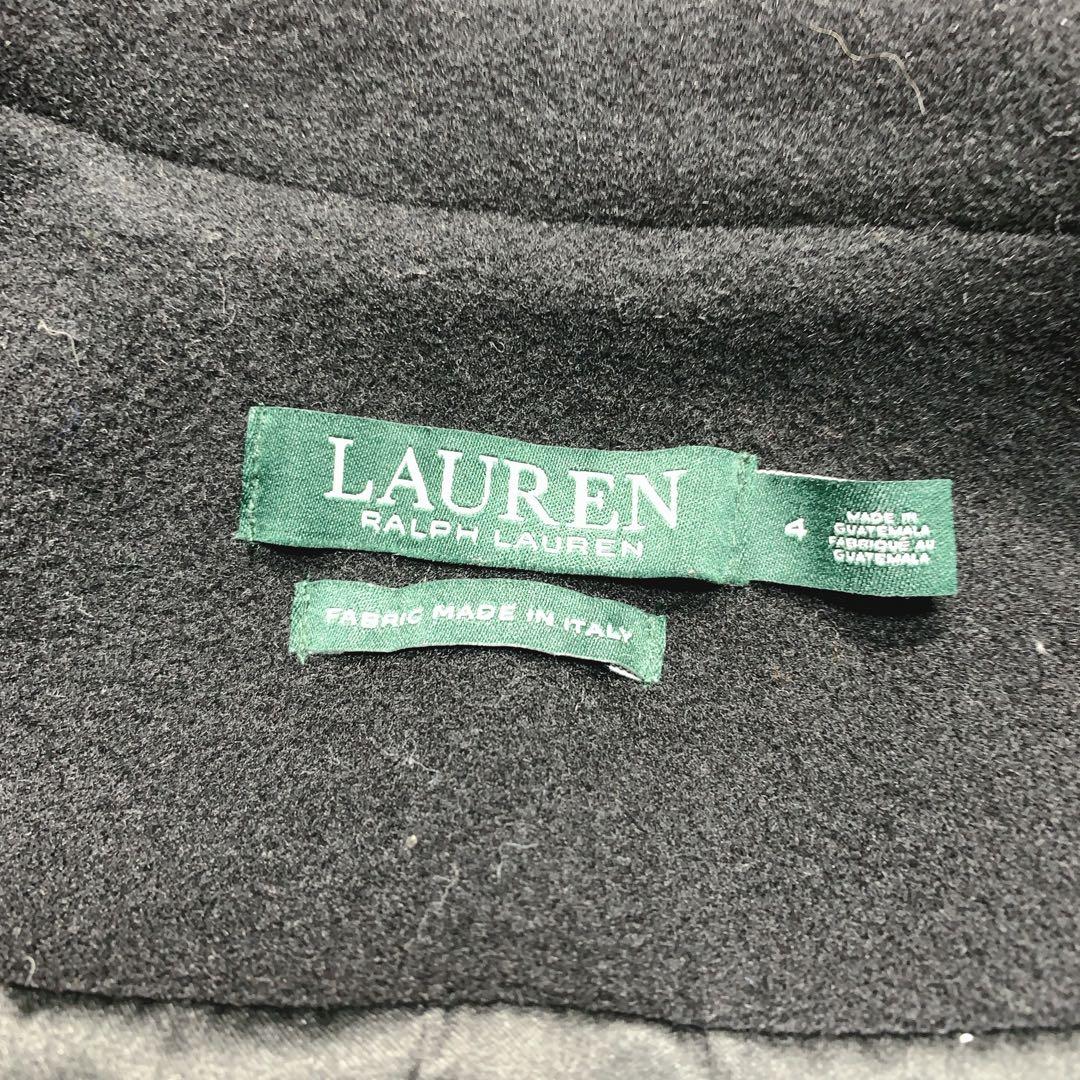 LAUREN
RALPH LAUREN
4
MADE IN
GUATEMALA
FABRIQUÉ AU
GUATEMALA
FABRIC MADE IN ITALY